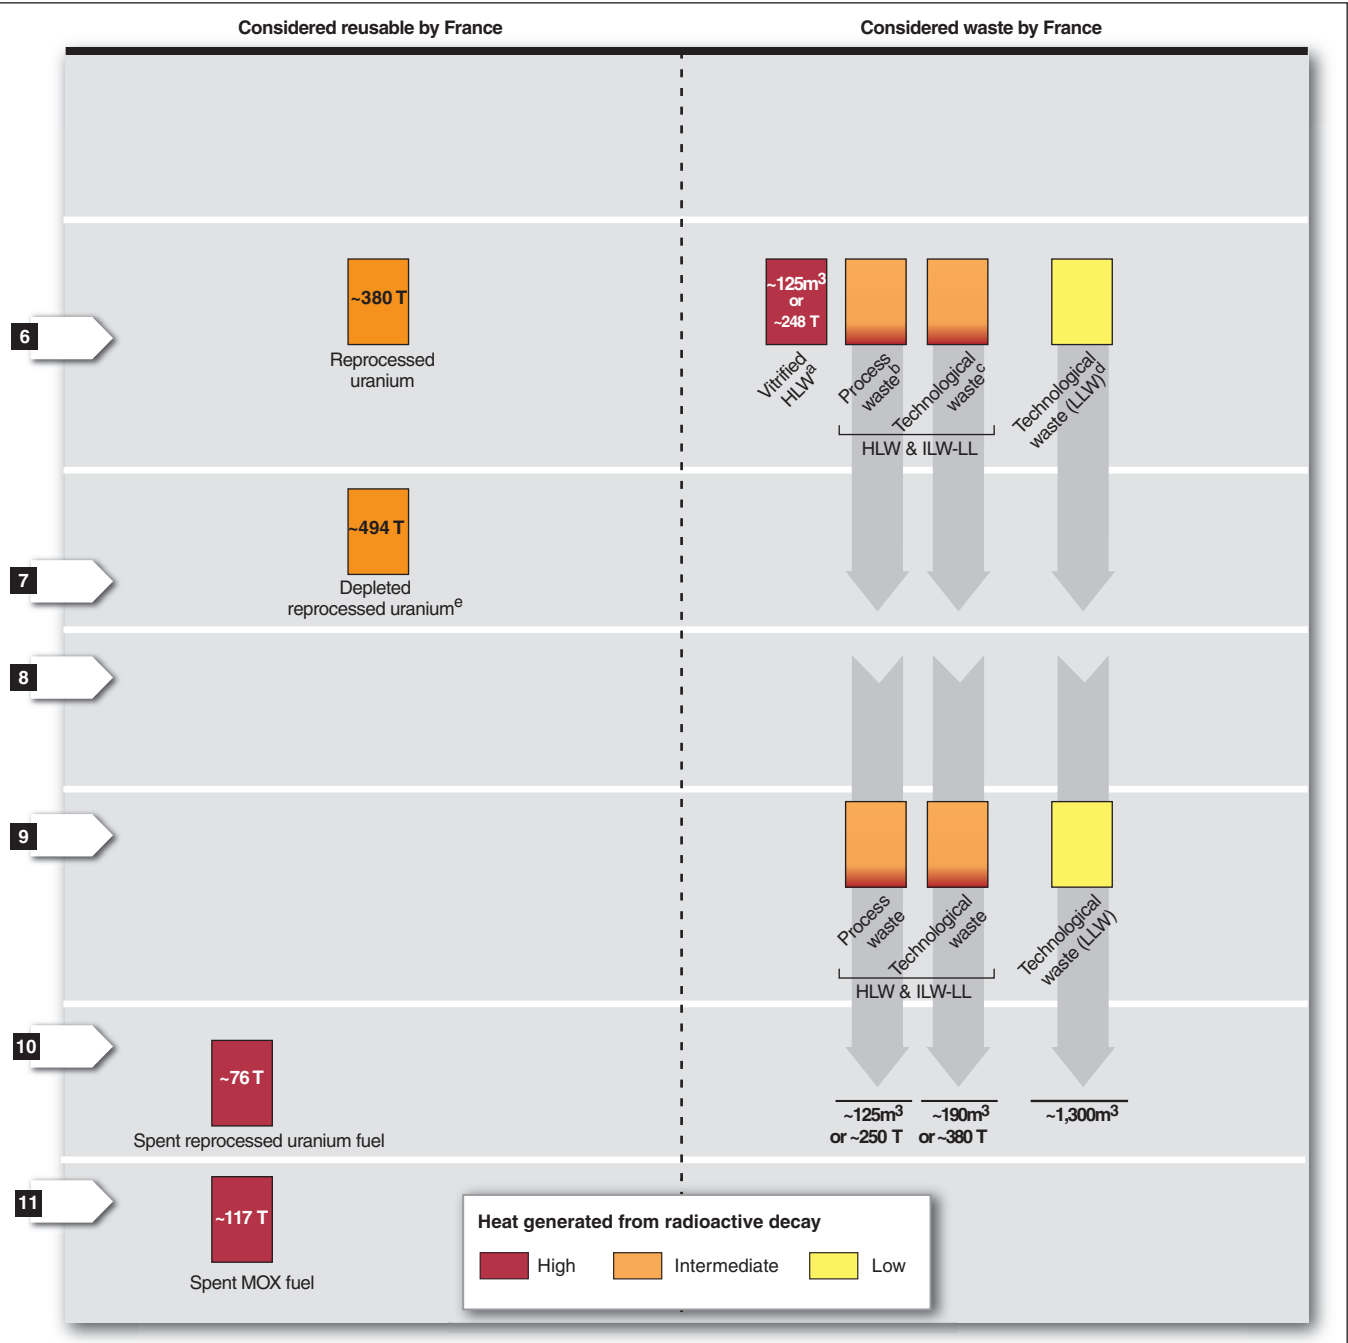 Considered reusable by France
Considered waste by France
6
~380 T
Reprocessed
uranium
~125m3
or
~248 T
Vitrified
HLWa
Process
wasteb
Technological
wastec
HLW & ILW-LL
Technological
waste (LLW)d
7
~494 T
Depleted
reprocessed uraniume
8
9
Process
waste
Technological
waste
HLW & ILW-LL
Technological
waste (LLW)
10
~76 T
Spent reprocessed uranium fuel
~125m3
or ~250 T
~190m3
or ~380 T
~1,300m3
11
~117 T
Spent MOX fuel
Heat generated from radioactive decay
High
Intermediate
Low